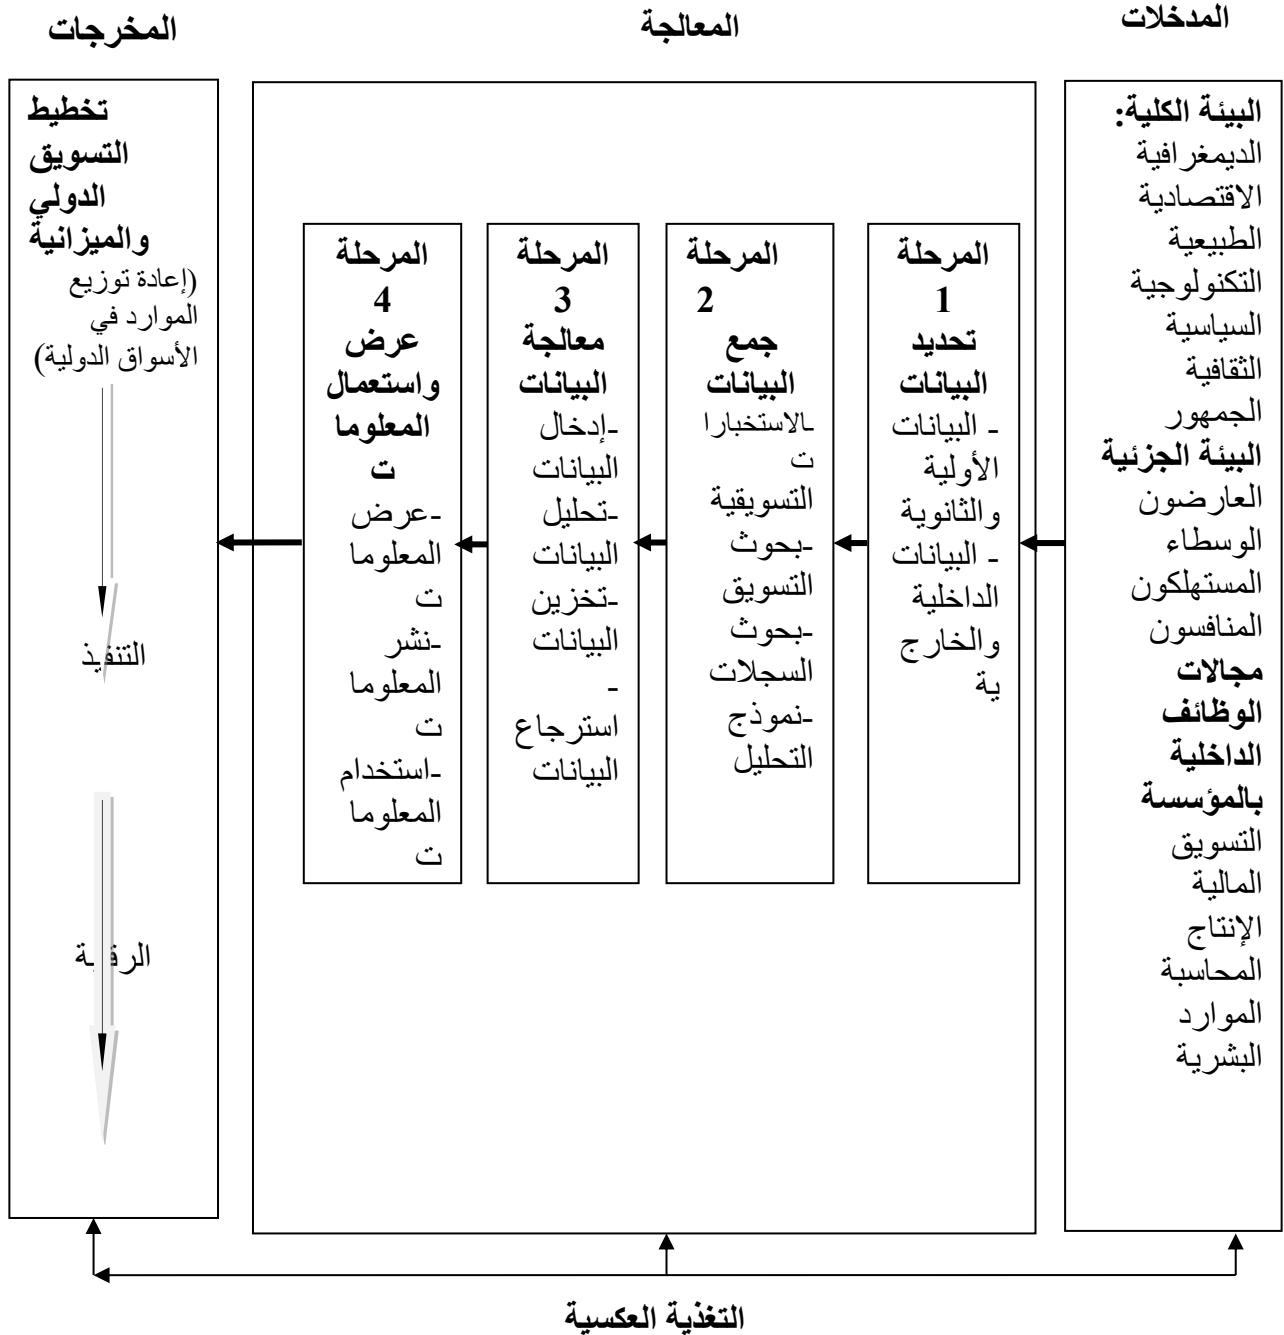 المدخلات
المعالجة
المخرجات
البيئة الكلية:
الديمغرافية
الاقتصادية
الطبيعية
التكنولوجية
السياسية
الثقافية
الجمهور
البيئة الجزئية
العارضون
الوسطاء
المستهلكون
المنافسون
مجالات
الوظائف
الداخلية
بالمؤسسة
التسويق
المالية
الإنتاج
المحاسبة
الموارد
البشرية
المرحلة
1
تحديد
البيانات
- البيانات
الأولية
والثانوية
- البيانات
الداخلية
والخارج
ية
المرحلة
2
جمع
البيانات
-الاستخبارا
ت
التسويقية
-بحوث
التسويق
-بحوث
السجلات
-نموذج
التحليل
المرحلة
3
معالجة
البيانات
-إدخال
البيانات
-تحليل
البيانات
-تخزين
البيانات
-
استرجاع
البيانات
المرحلة
4
عرض
واستعمال
المعلوما
ت
-عرض
المعلوما
ت
-نشر
المعلوما
ت
-استخدام
المعلوما
ت
تخطيط
التسويق
الدولي
والميزانية
(إعادة توزيع
الموارد في
الأسواق الدولية)
التنفيذ
الرقابة
التغذية العكسية